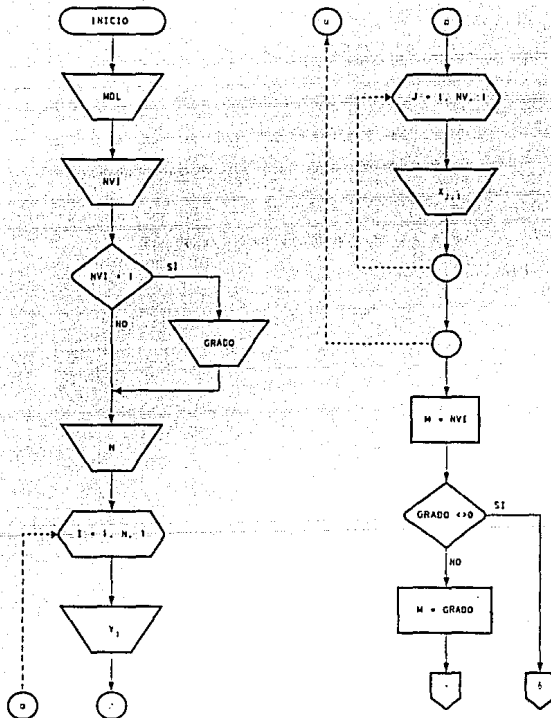 INICIO
MDL
NVI
NVI = 1
SI
NO
GRADO
N
I = 1, N, 1
Y
a
J = 1, NV, 1
X
M = NVI
GRADO <>0
SI
NO
M = GRADO